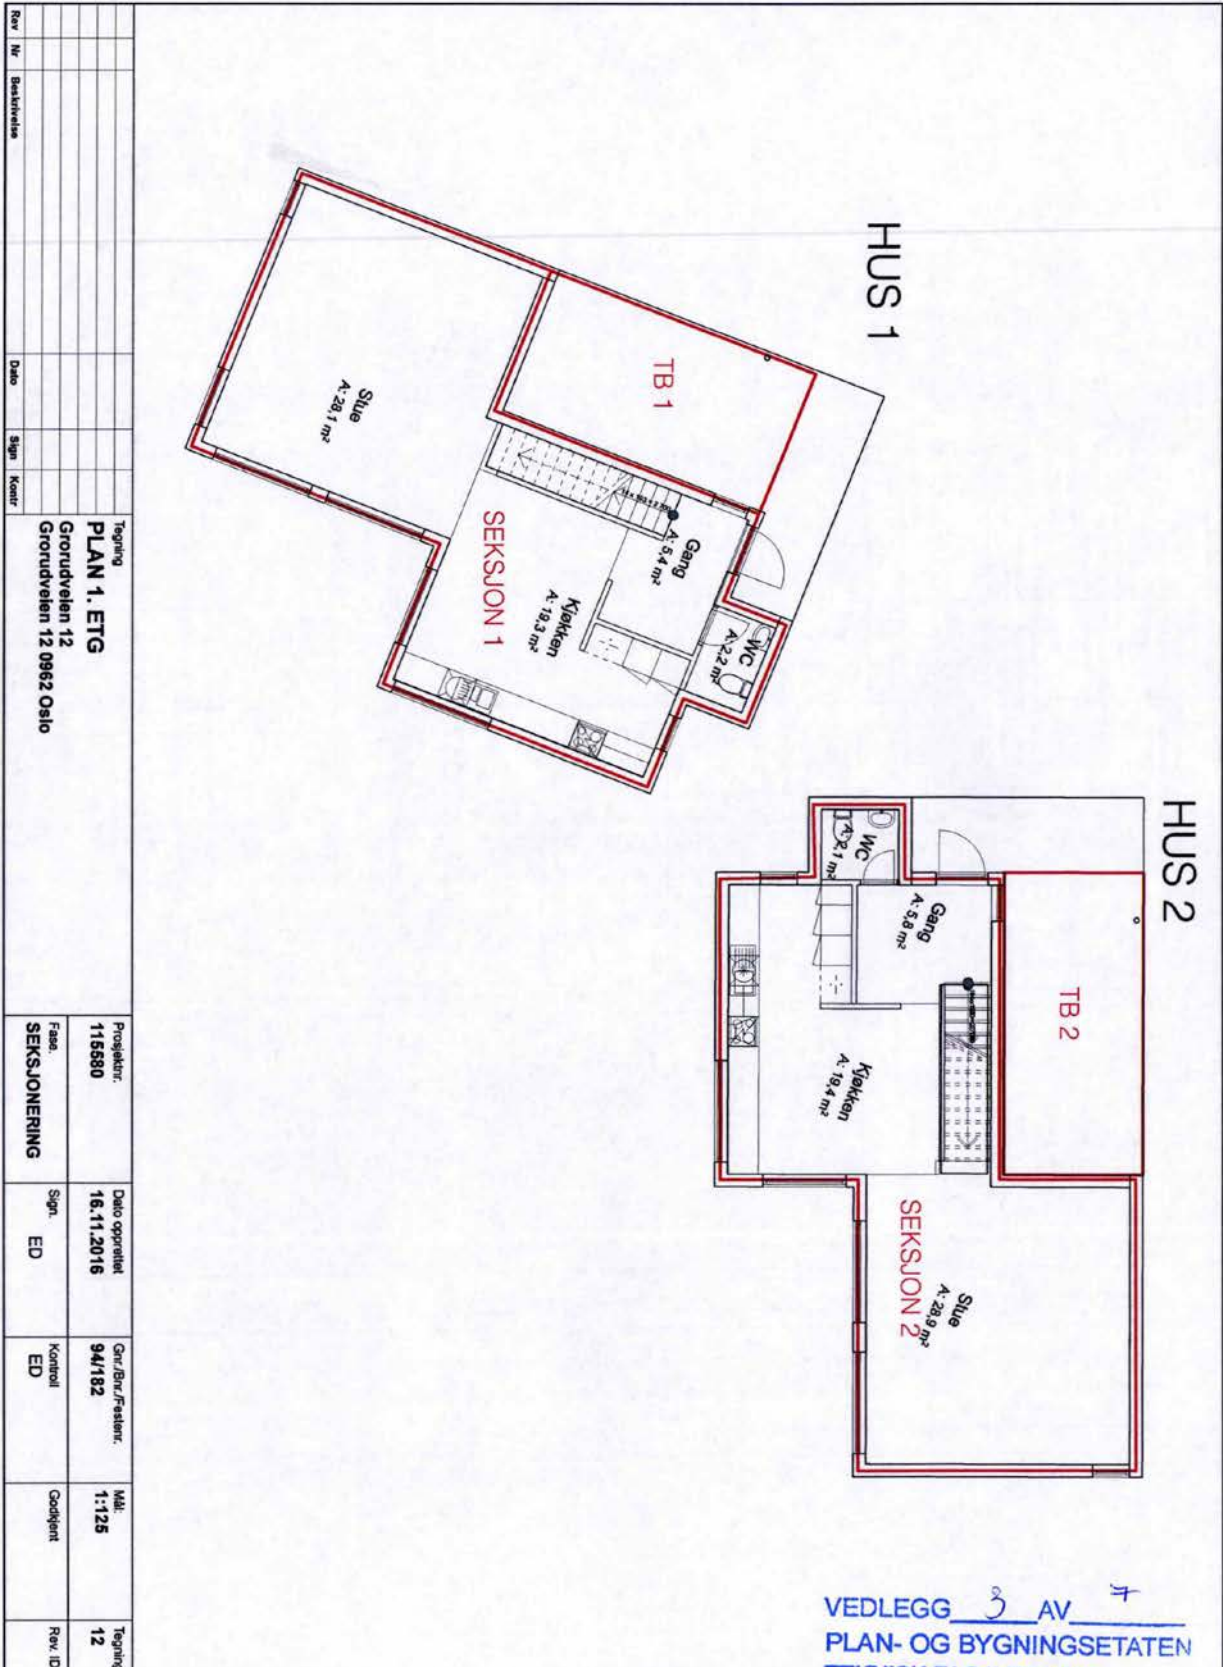 HUS 1
TB 1
Stue
A: 28,1 m²
SEKSJON 1
Gang
A: 5,4 m²
Kjøkken
A: 19,3 m²
WC
A: 2,2 m²
HUS 2
TB 2
WC
A: 2,1 m²
Gang
A: 5,8 m²
Kjøkken
A: 19,4 m²
SEKSJON 2
Stue
A: 28,9 m²
Rev Nr Beskrivelse Dato Sign Kontr
Tegning
PLAN 1. ETG
Grorudveien 12
Grorudveien 12 0962 Oslo
Prosjektnr.
115580
Fase.
SEKSJONERING
Dato opprettet
16.11.2016
Sign.
ED
Gnr./Bnr./Festenr.
94/182
Kontroll
ED
Mål:
1:125
Godkjent
Tegning
12
Rev. ID
VEDLEGG 3 AV 7
PLAN- OG BYGNINGSETATEN